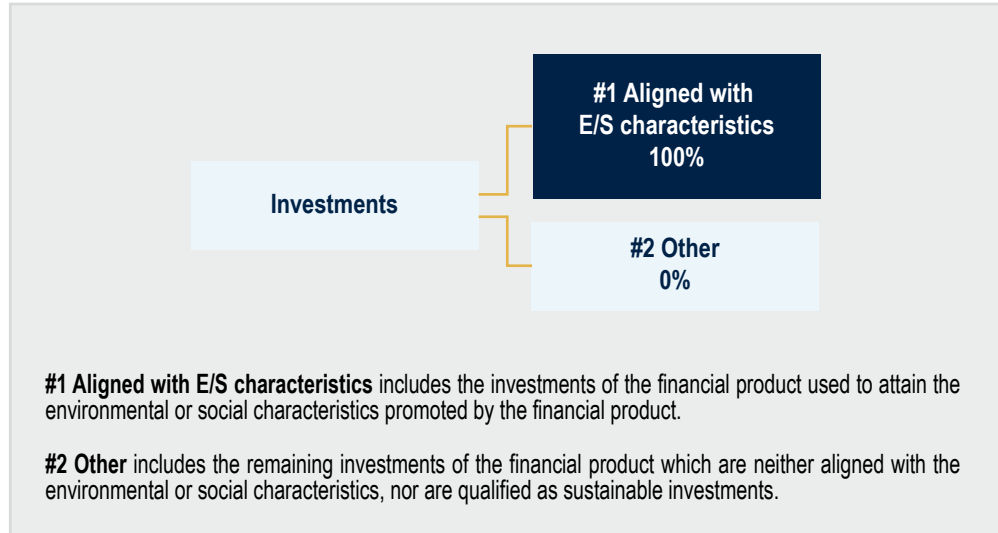 #1 Aligned with
E/S characteristics
100%
Investments
#2 Other
0%
#1 Aligned with E/S characteristics includes the investments of the financial product used to attain the
environmental or social characteristics promoted by the financial product.
#2 Other includes the remaining investments of the financial product which are neither aligned with the
environmental or social characteristics, nor are qualified as sustainable investments.